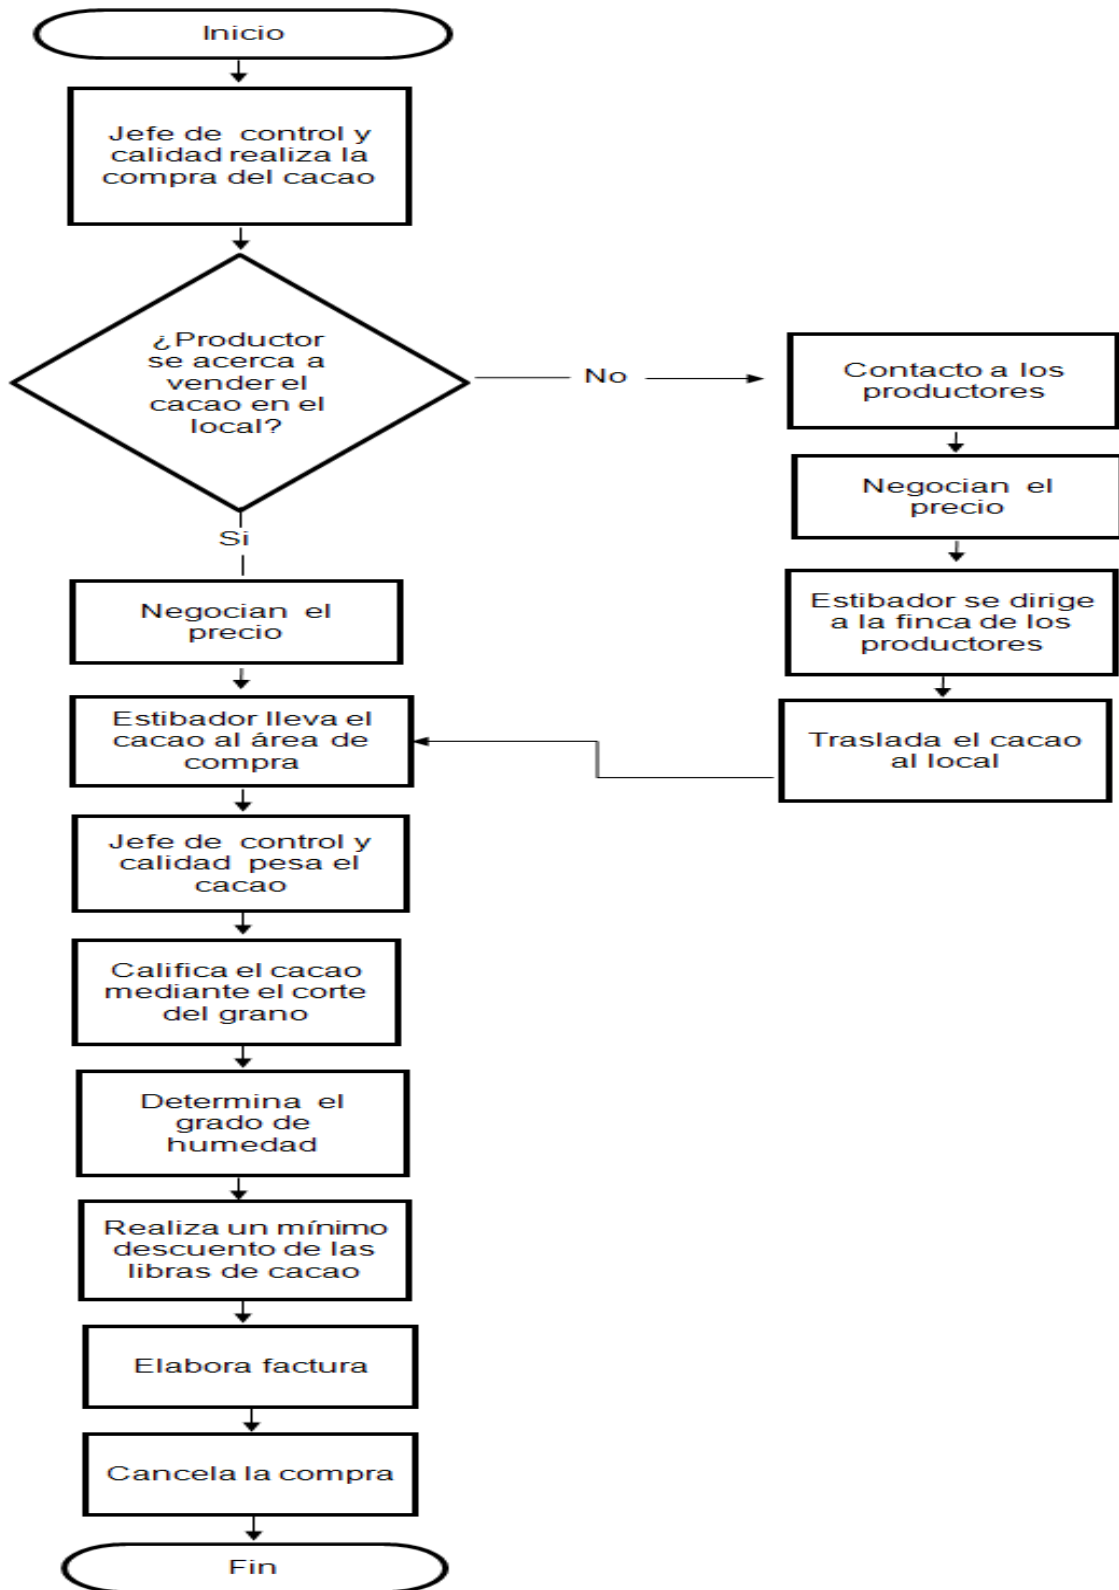 Inicio
Jefe de control y
calidad realiza la
compra del cacao
¿Productor
se acerca a
vender el
cacao en el
local?
No
Contacto a los
productores
Negocian el
precio
Estibador se dirige
a la finca de los
productores
Traslada el cacao
al local
Si
Negocian el
precio
Estibador lleva el
cacao al área de
compra
Jefe de control y
calidad pesa el
cacao
Califica el cacao
mediante el corte
del grano
Determina el
grado de
humedad
Realiza un mínimo
descuento de las
libras de cacao
Elabora factura
Cancela la compra
Fin